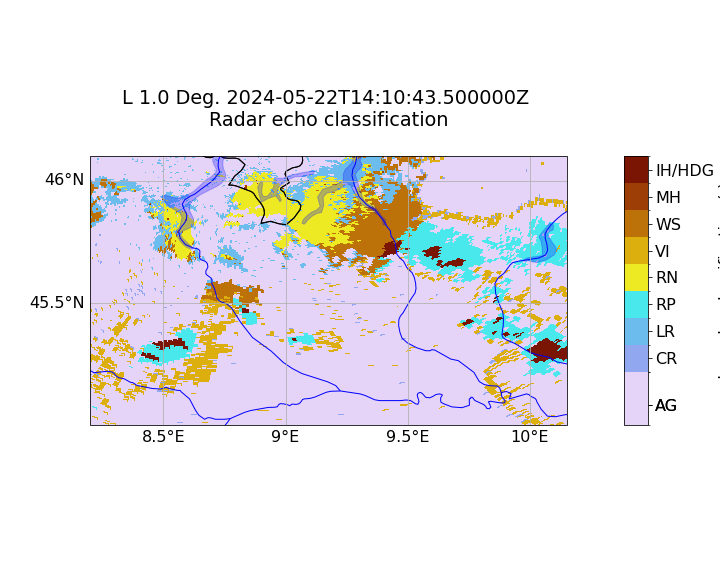 L 1.0 Deg. 2024-05-22T14:10:43.500000Z
Radar echo classification
46°N
45.5°N
8.5°E
9°E
9.5°E
10°E
IH/HDG
MH
WS
VI
RN
RP
LR
CR
AG